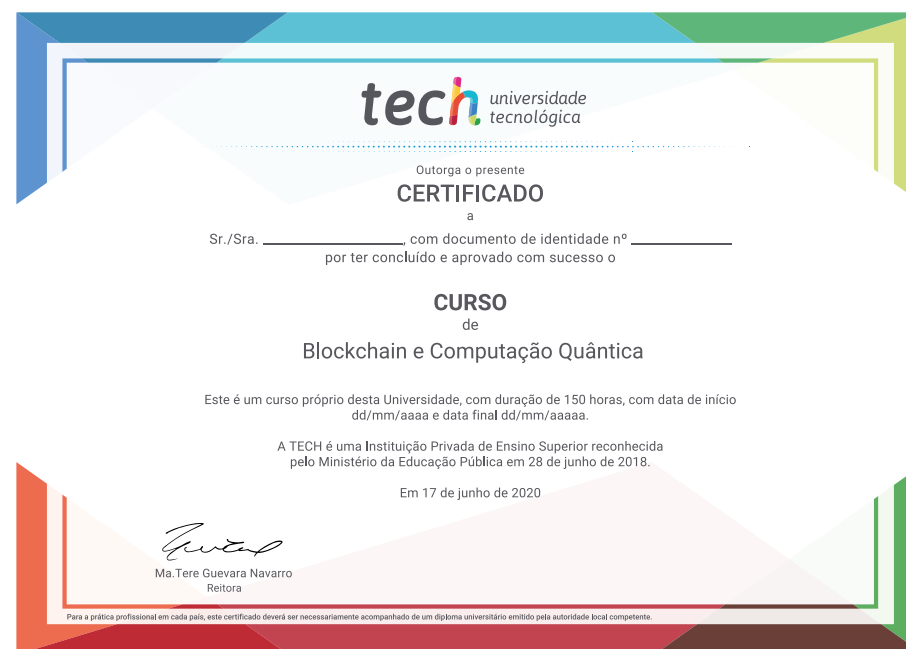 tech universidade
tecnológica
Outorga o presente
CERTIFICADO
a
Sr./Sra. ____________________, com documento de identidade nº ______________
por ter concluído e aprovado com sucesso o
CURSO
de
Blockchain e Computação Quântica
Este é um curso próprio desta Universidade, com duração de 150 horas, com data de início
dd/mm/aaaa e data final dd/mm/aaaaa.
A TECH é uma Instituição Privada de Ensino Superior reconhecida
pelo Ministério da Educação Pública em 28 de junho de 2018.
Em 17 de junho de 2020
Ma.Tere Guevara Navarro
Reitora
Para a prática profissional em cada país, este certificado deverá ser necessariamente acompanhado de um diploma universitário emitido pela autoridade local competente.